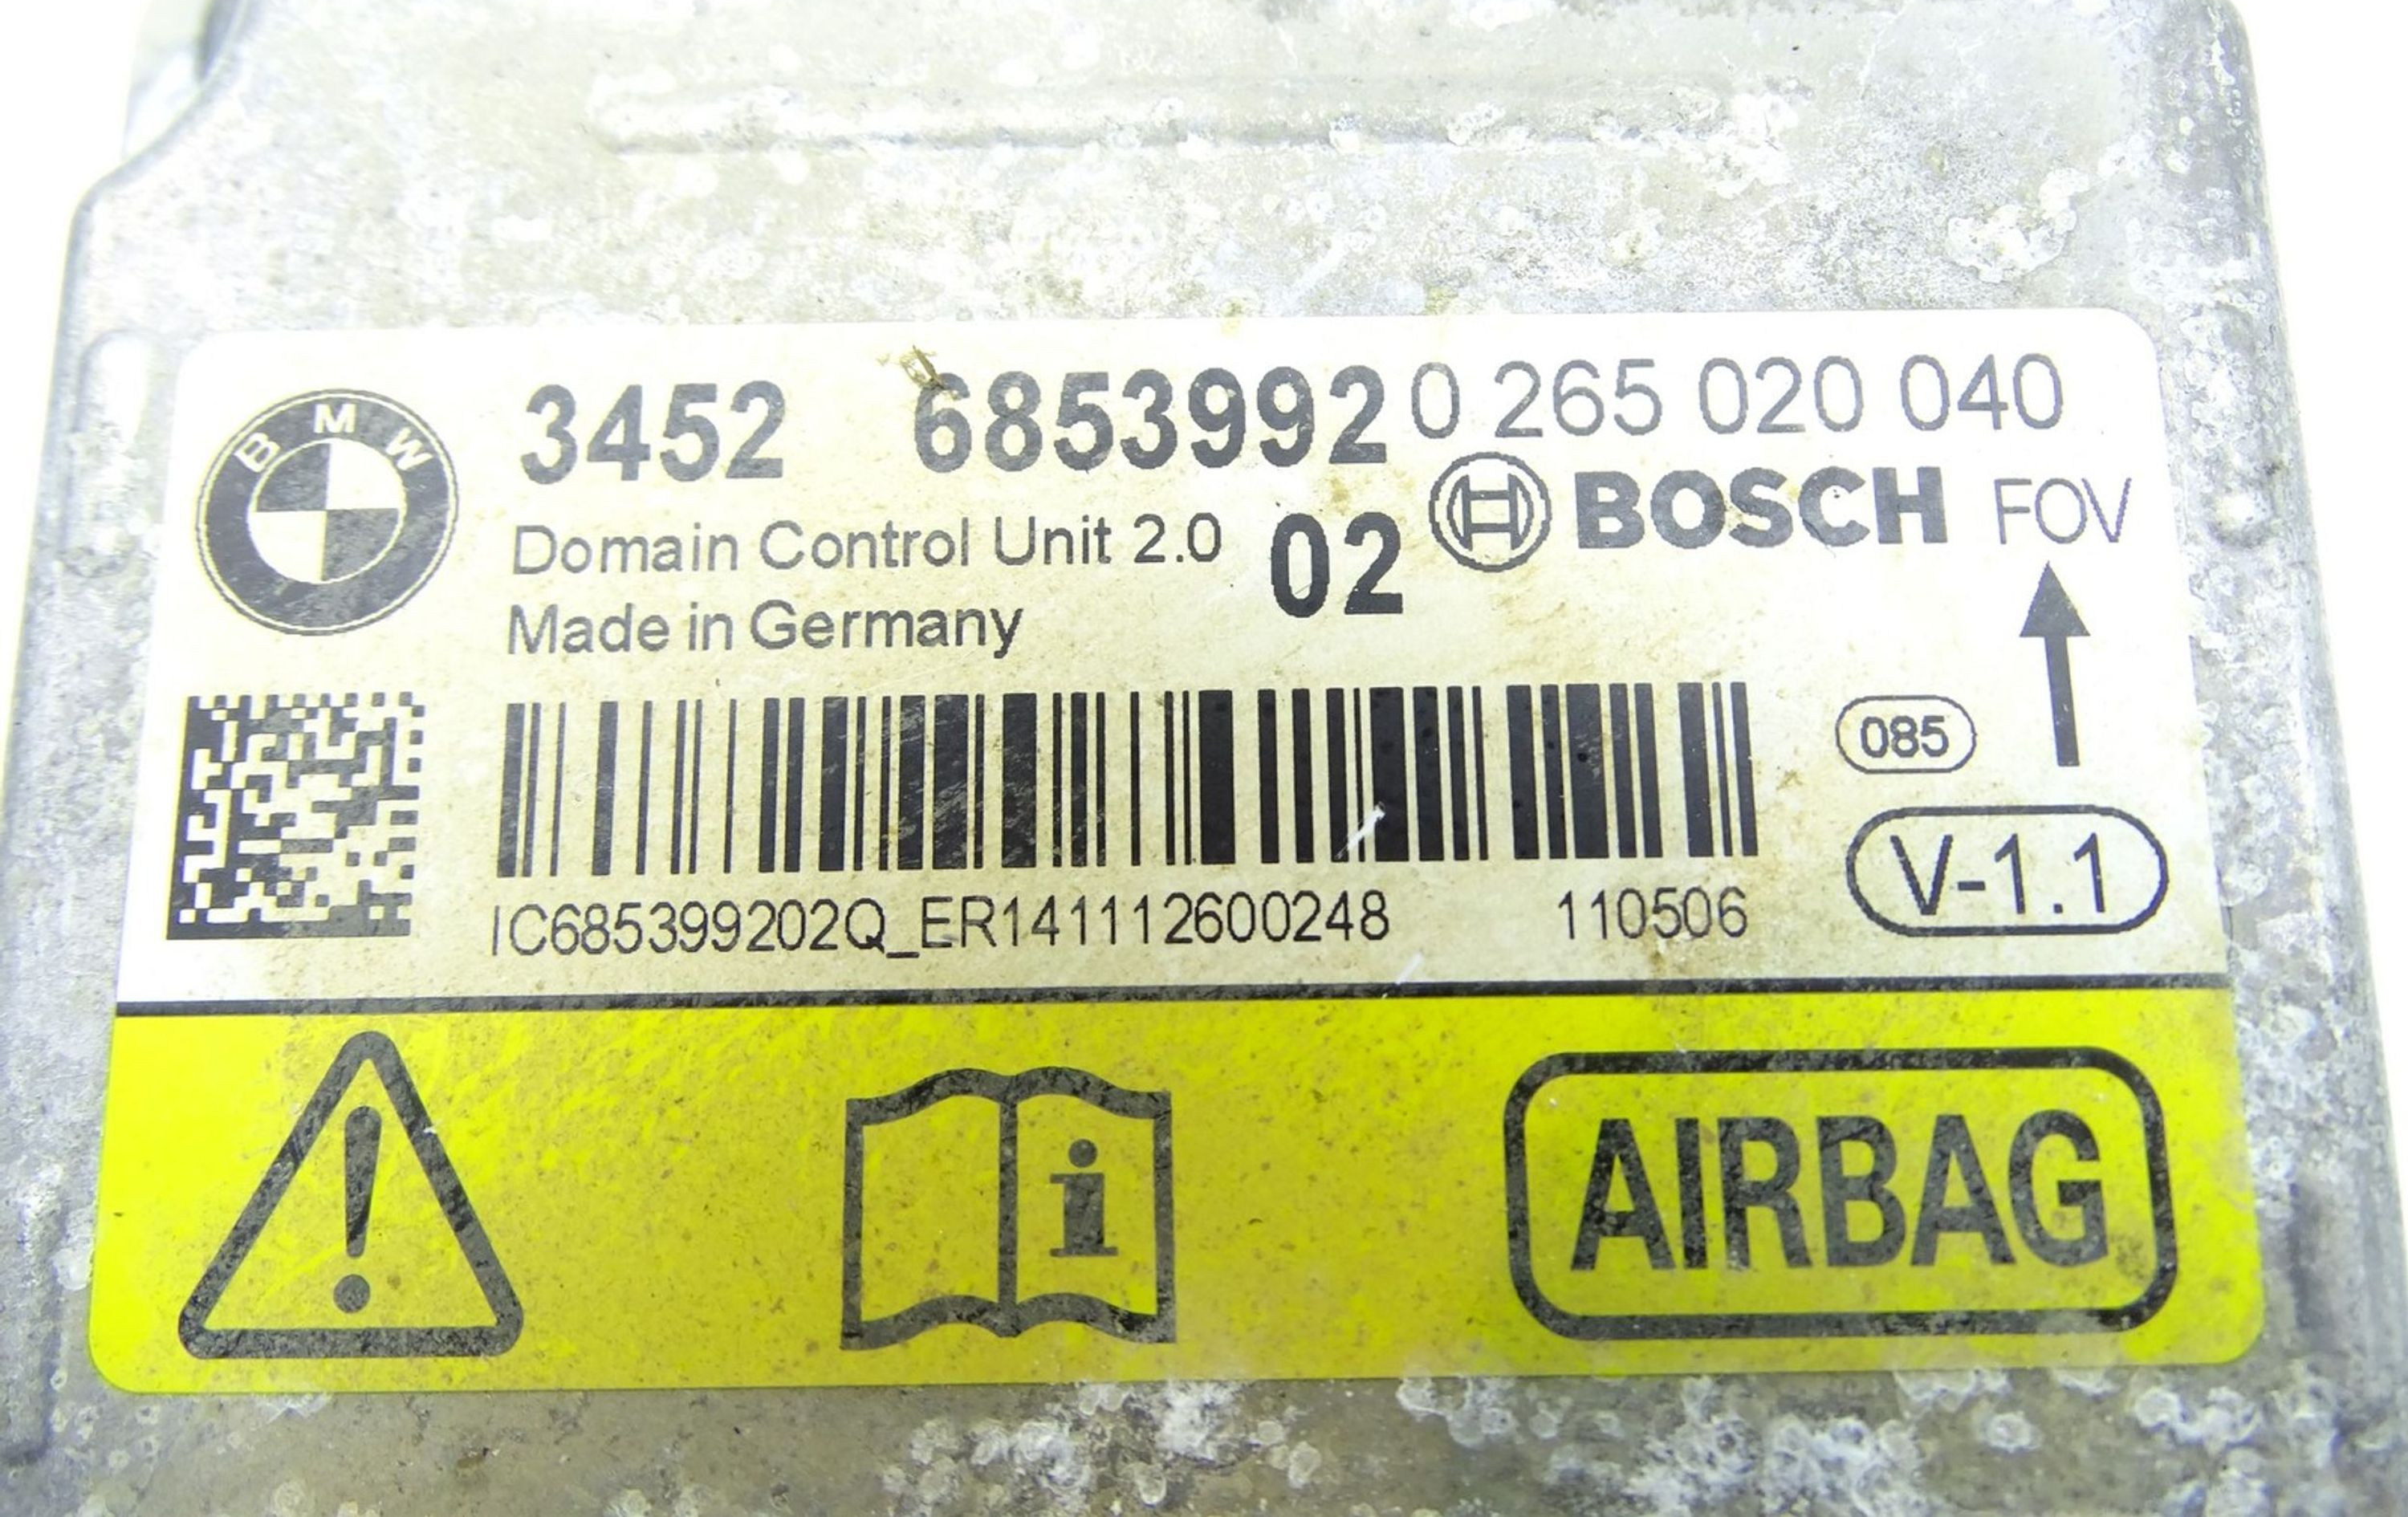 BMW
3452 6853992 0 265 020 040
Domain Control Unit 2.0 02 BOSCH FOV
Made in Germany
085
V-1.1
IC685399202Q_ER141112600248 110506
AIRBAG